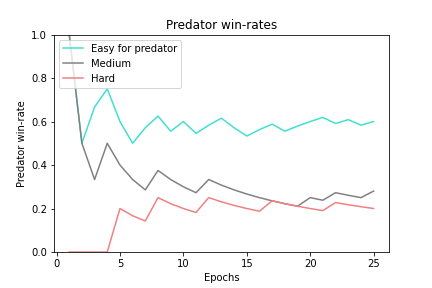 Predator win-rates
Easy for predator
Medium
Hard
Predator win-rate
1.0
0.8
0.6
0.4
0.2
0.0
0 5 10 15 20 25
Epochs